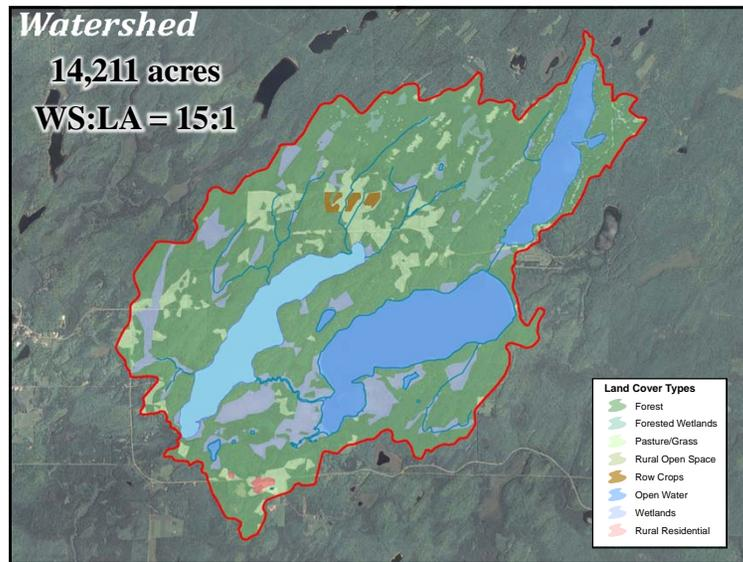 Watershed
14,211 acres
WS:LA = 15:1
Land Cover Types
Forest
Forested Wetlands
Pasture/Grass
Rural Open Space
Row Crops
Open Water
Wetlands
Rural Residential